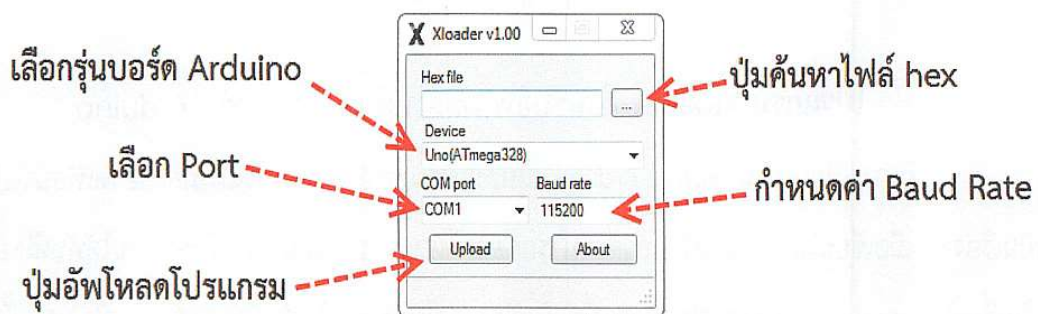 Xloader v1.00
เลือกรุ่นบอร์ด Arduino
Hex file
...
ปุ่มค้นหาไฟล์ hex
Device
Uno(ATmega328)
เลือก Port
COM port
Baud rate
COM1
115200
กำหนดค่า Baud Rate
Upload
About
ปุ่มอัพโหลดโปรแกรม